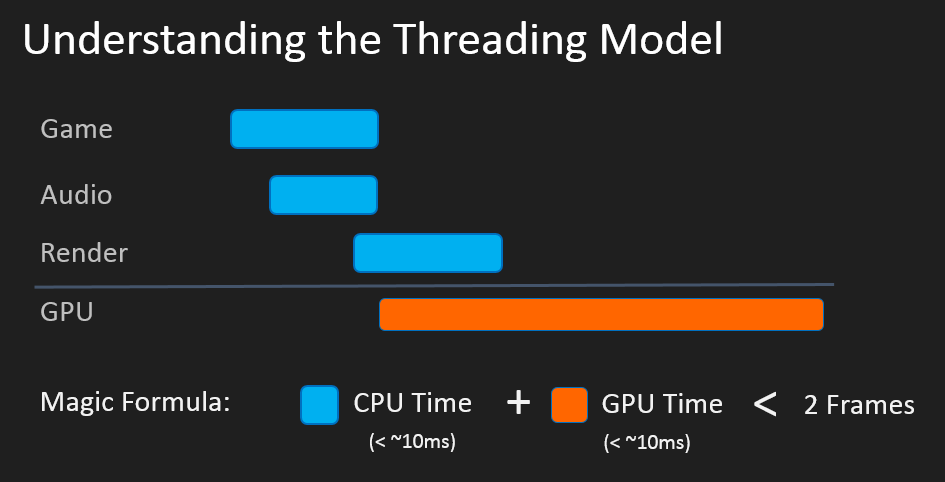 Understanding the Threading Model
Game
Audio
Render
GPU
Magic Formula: CPU Time + GPU Time < 2 Frames
(< ~10ms) (< ~10ms)